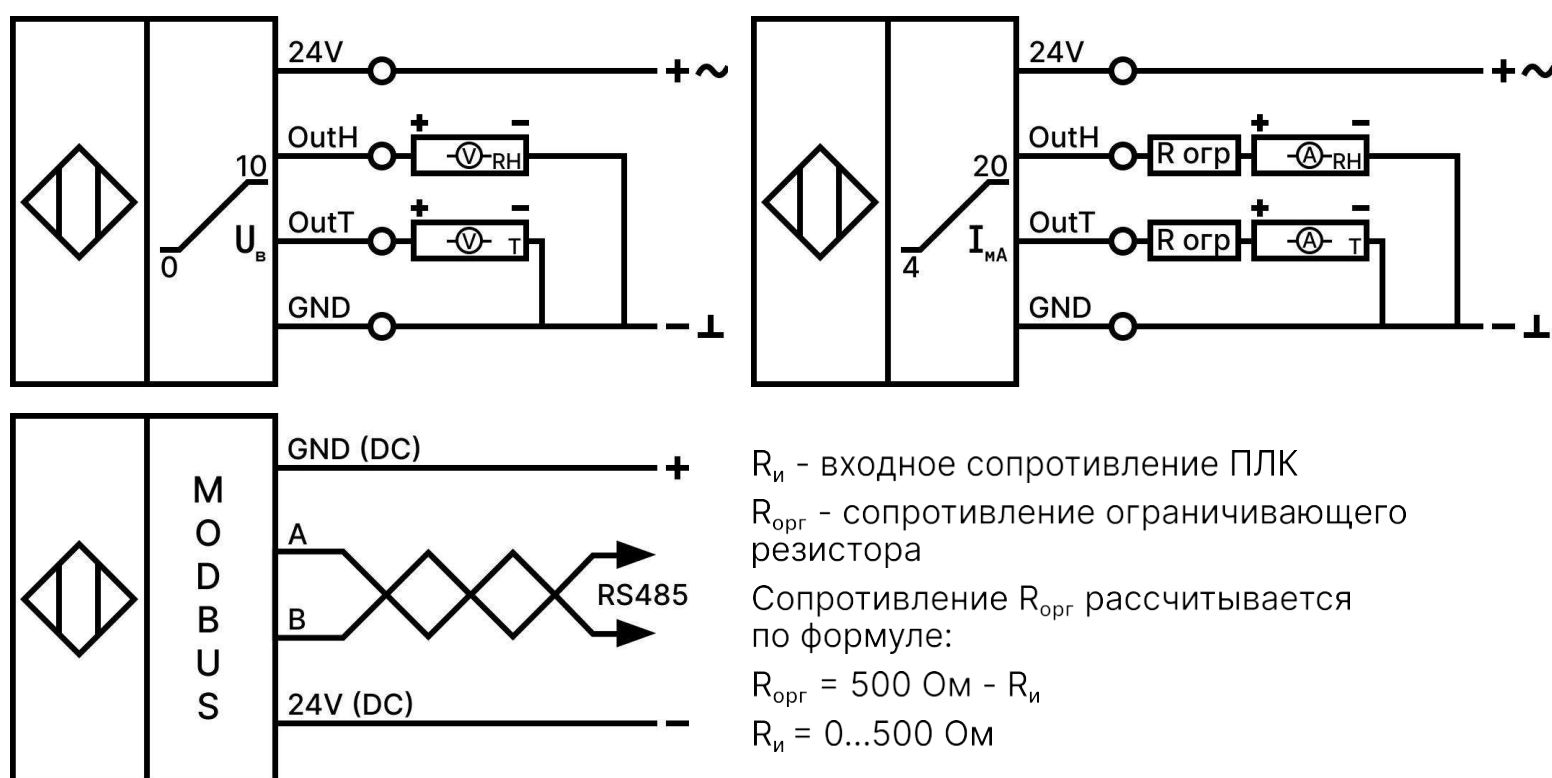 24V
+ ~
OutH
+ -
V RH
10
OutT
+ -
V T
0
Uв
GND
- ⊥
24V
+ ~
OutH
R огр
+ -
A RH
20
OutT
R огр
+ -
A T
4
IмА
GND
- ⊥
MODBUS
GND (DC)
+
A
RS485
B
24V (DC)
-
Rи - входное сопротивление ПЛК
Rорг - сопротивление ограничивающего
резистора
Сопротивление Rорг рассчитывается
по формуле:
Rорг = 500 Ом - Rи
Rи = 0...500 Ом